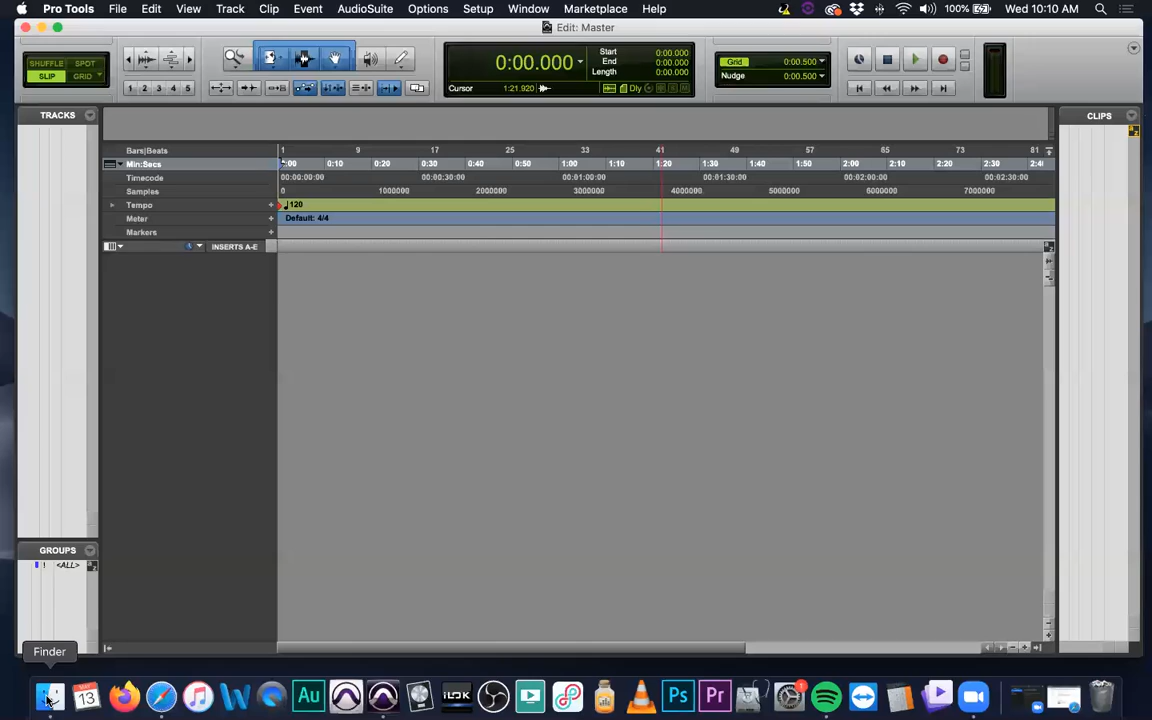 Pro Tools File Edit View Track Clip Event AudioSuite Options Setup Window Marketplace Help 100% Wed 10:10 AM
Edit: Master
SHUFFLE SPOT
SLIP GRID
1 2 3 4 5
0:00.000
Start 0:00.000
End 0:00.000
Length 0:00.000
Cursor 1:21.920 Dly
Grid 0:00.500
Nudge 0:00.500
TRACKS
CLIPS
Bars|Beats 1 9 17 25 33 41 49 57 65 73 81
Min:Secs 0:10 0:20 0:30 0:40 0:50 1:00 1:10 1:20 1:30 1:40 1:50 2:00 2:10 2:20 2:30
Timecode 00:00:00:00 00:00:30:00 00:01:00:00 00:01:30:00 00:02:00:00 00:02:30:00
Samples 0 1000000 2000000 3000000 4000000 5000000 6000000 7000000
Tempo 120
Meter Default: 4/4
Markers
INSERTS A-E
GROUPS
! <ALL>
Finder
MAY
13
Au
iLOK
Ps
Pr
1